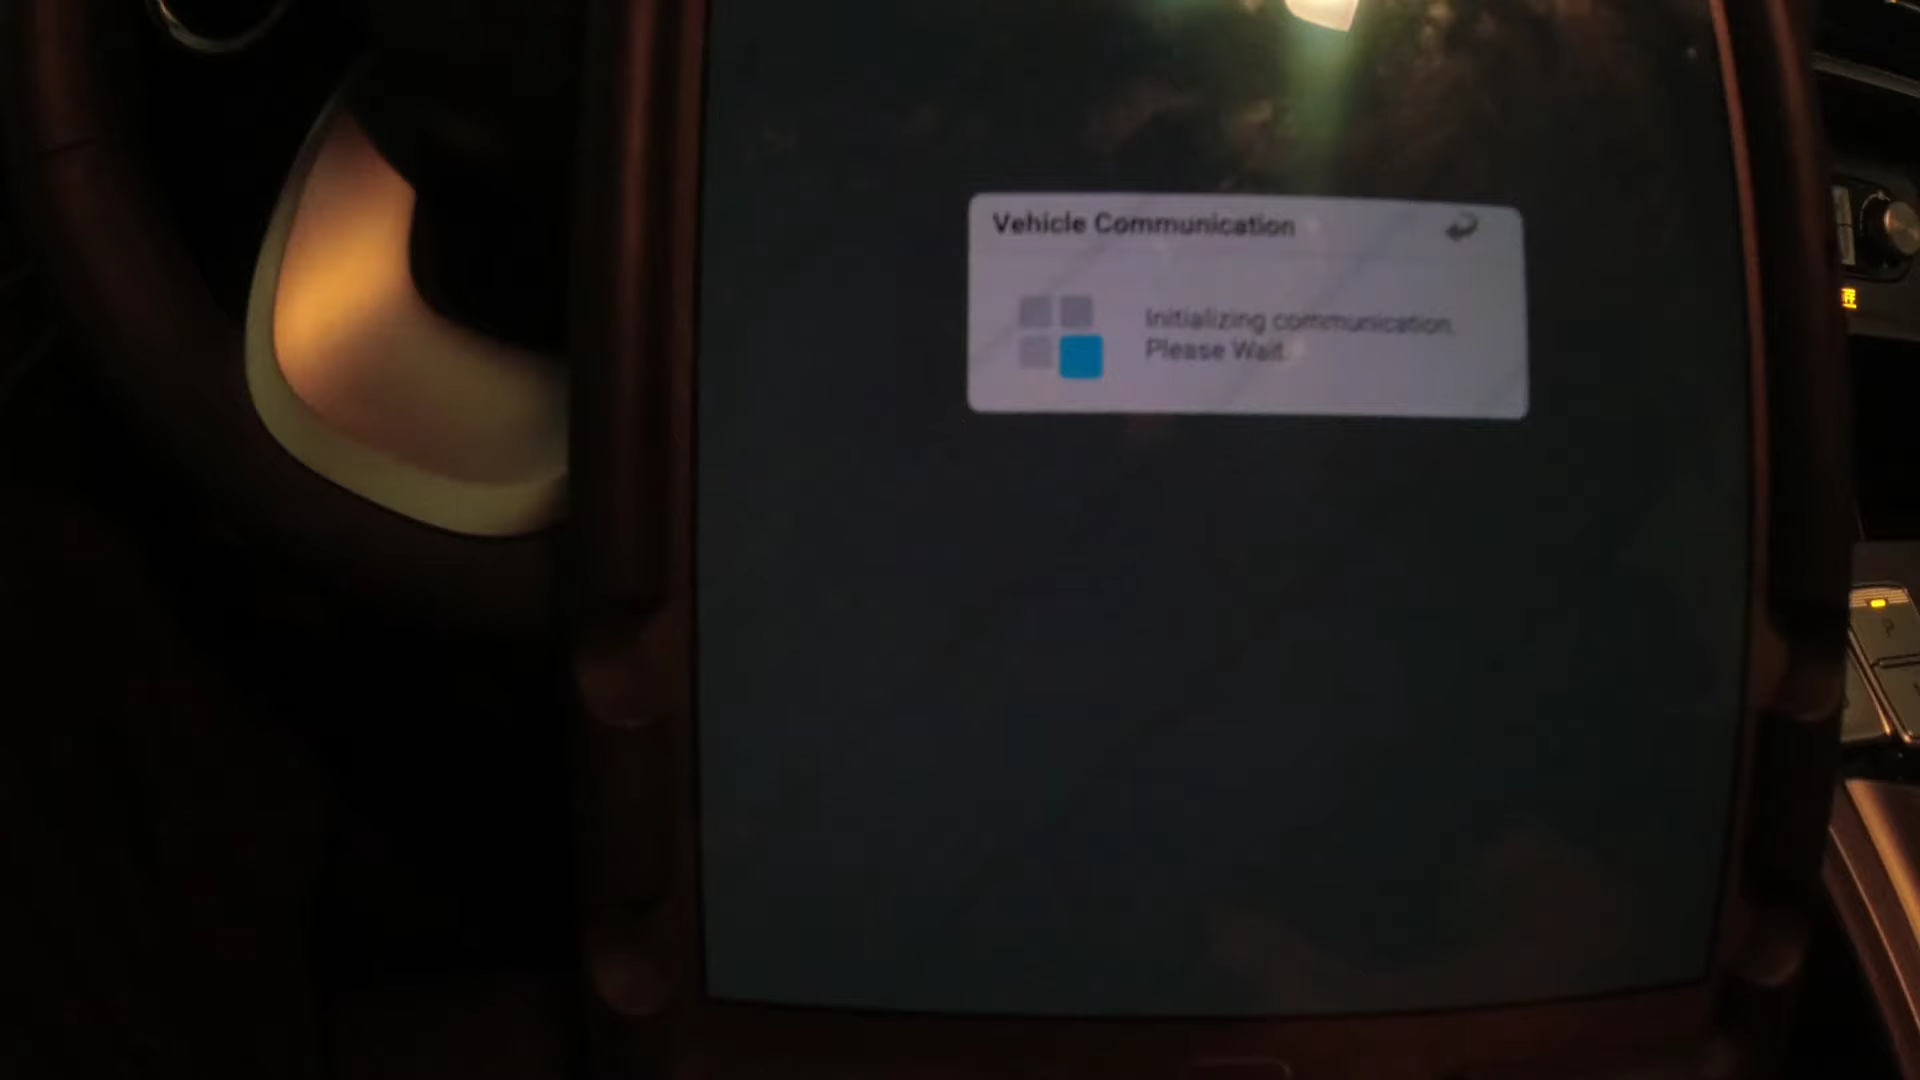 Vehicle Communication
Initializing communication.
Please Wait.